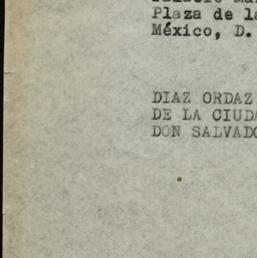 Plaza de la
México, D.
DIAZ ORDAZ
DE LA CIUDA
DON SALVADO